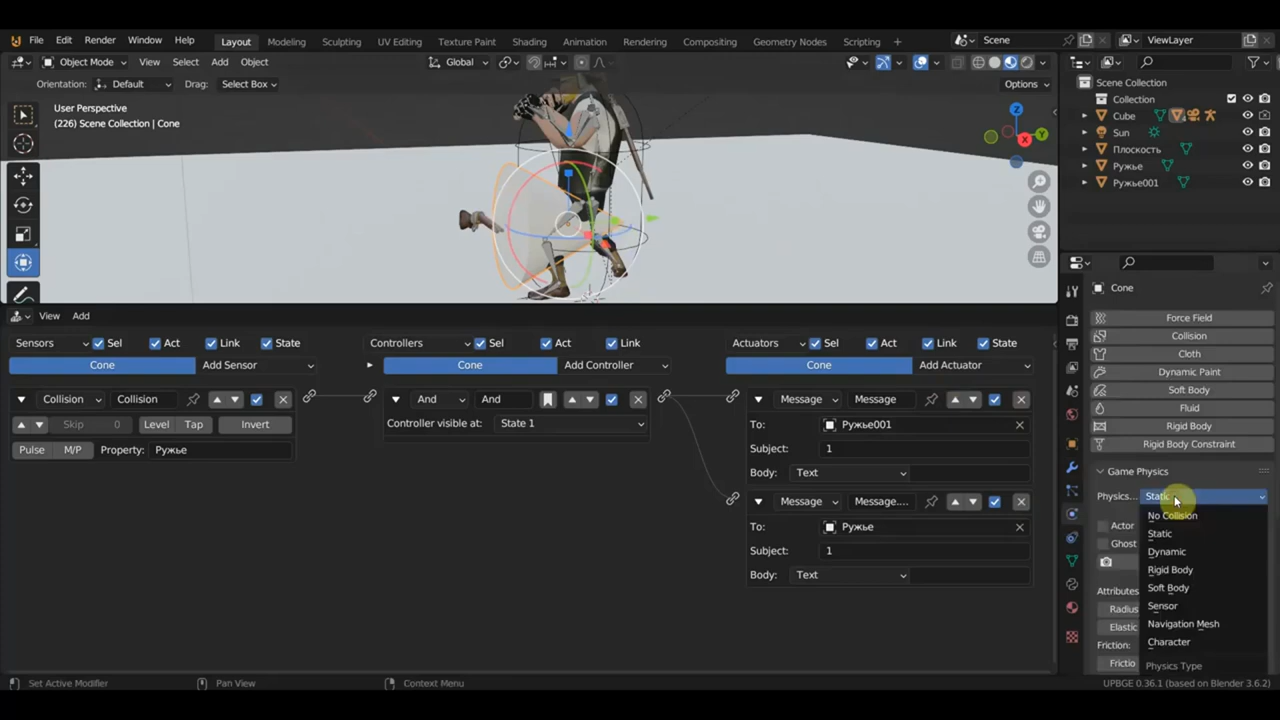 File Edit Render Window Help Layout Modeling Sculpting UV Editing Texture Paint Shading Animation Rendering Compositing Geometry Nodes Scripting + Scene ViewLayer
Object Mode View Select Add Object Global
Orientation: Default Drag: Select Box Options
User Perspective
(226) Scene Collection | Cone
Z
Y
X
Scene Collection
Collection
Cube
Sun
Плоскость
Ружье
Ружье001
View Add
Sensors Sel Act Link State Controllers Sel Act Link Actuators Sel Act Link State
Cone Add Sensor Cone Add Controller Cone Add Actuator
Collision Collision And And Message Message
Skip 0 Level Tap Invert Controller visible at: State 1 To: Ружье001
Pulse M/P Property: Ружье Subject: 1
Body: Text
Message Message....
To: Ружье
Subject: 1
Body: Text
Cone
Force Field
Collision
Cloth
Dynamic Paint
Soft Body
Fluid
Rigid Body
Rigid Body Constraint
Game Physics
Physics... Static
No Collision
Actor Static
Ghost Dynamic
Rigid Body
Attributes Soft Body
Radius Sensor
Elastic Navigation Mesh
Friction: Character
Frictio Physics Type
Set Active Modifier Pan View Context Menu UPBGE 0.36.1 (based on Blender 3.6.2)